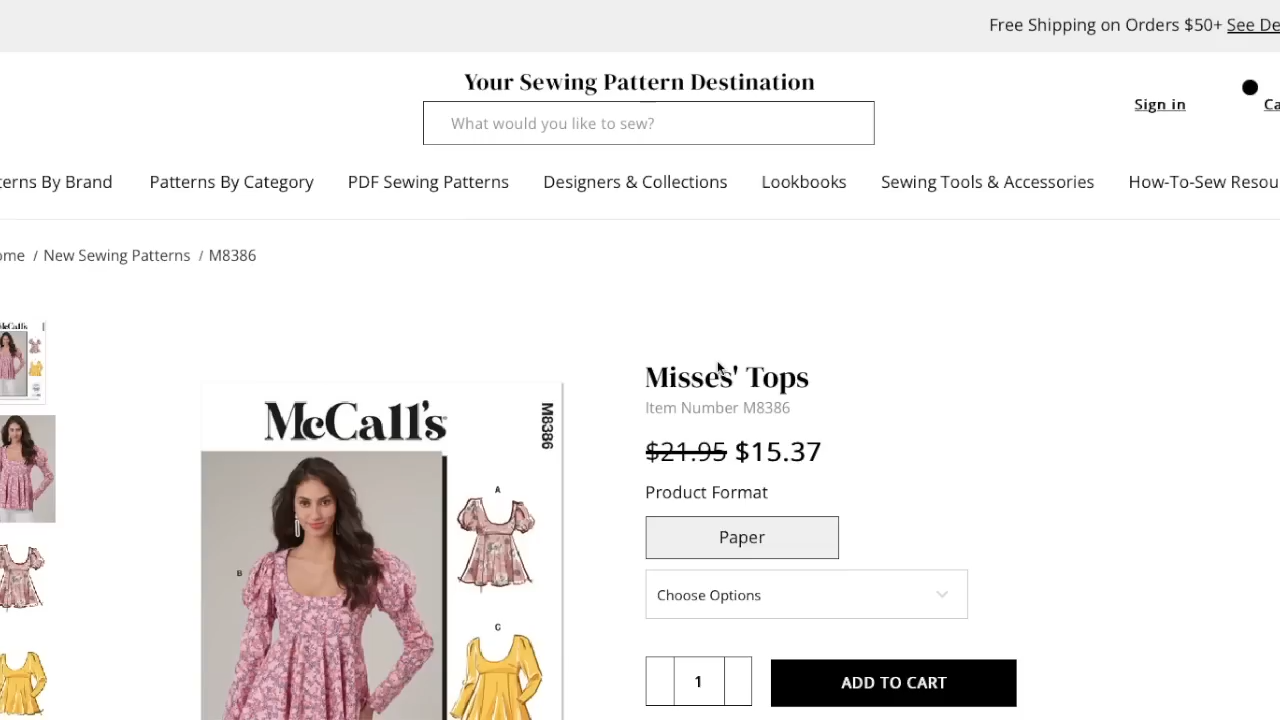 Free Shipping on Orders $50+ See De
Your Sewing Pattern Destination
What would you like to sew?
Sign in
Ca
terns By Brand
Patterns By Category
PDF Sewing Patterns
Designers & Collections
Lookbooks
Sewing Tools & Accessories
How-To-Sew Resou
ome / New Sewing Patterns / M8386
McCall's
Misses' Tops
Item Number M8386
$21.95 $15.37
Product Format
Paper
Choose Options
1
ADD TO CART
McCall's
M8386
A
B
C